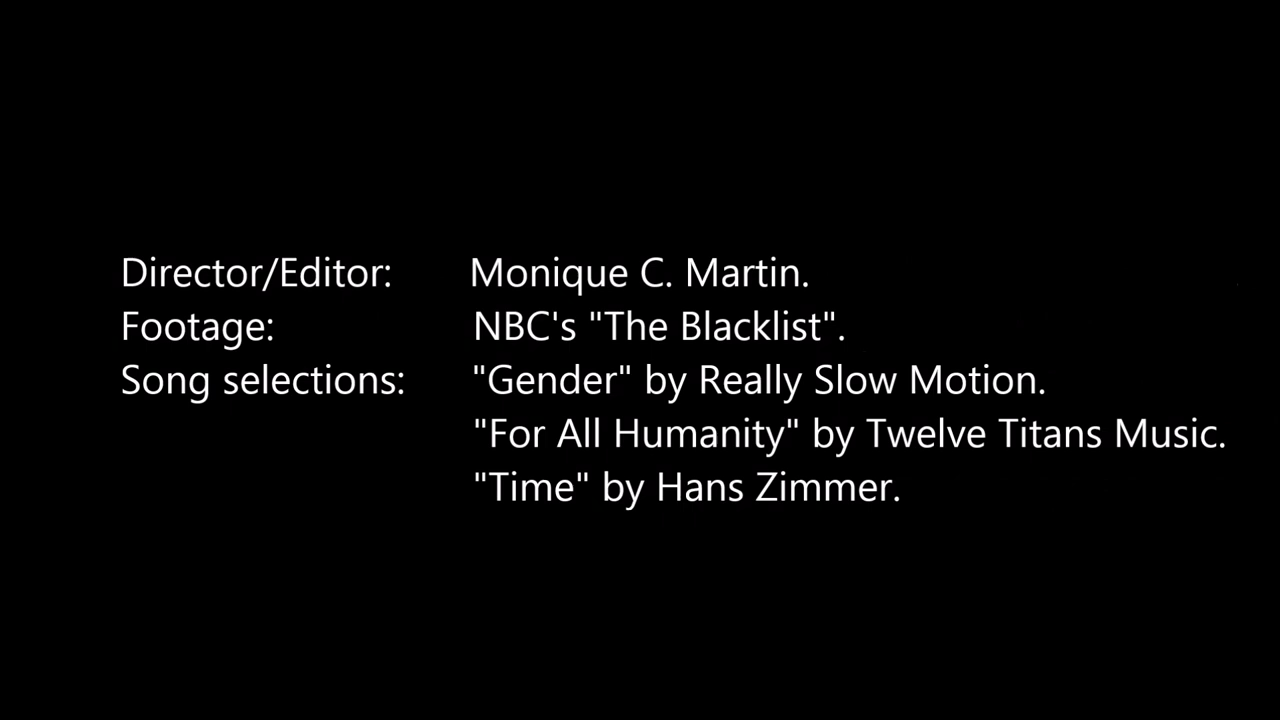 Director/Editor: Monique C. Martin.
Footage: NBC's "The Blacklist".
Song selections: "Gender" by Really Slow Motion.
"For All Humanity" by Twelve Titans Music.
"Time" by Hans Zimmer.